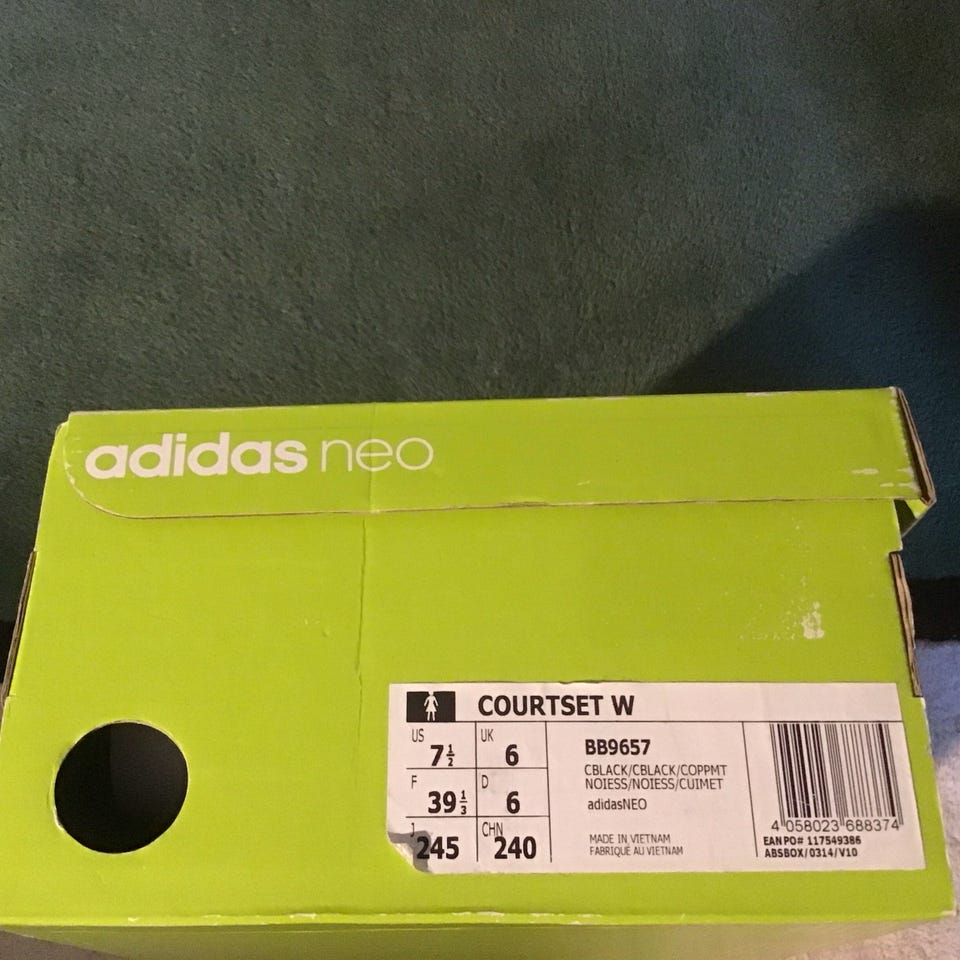 adidas neo
COURTSET W
US 7½ UK 6
F 39⅓ D 6
J 245 CHN 240
BB9657
CBLACK/CBLACK/COPPMT
NOIESS/NOIESS/CUIMET
adidasNEO
MADE IN VIETNAM
FABRIQUE AU VIETNAM
4 058023 688374
EAN PO# 117549386
ABSBOX/0314/V10